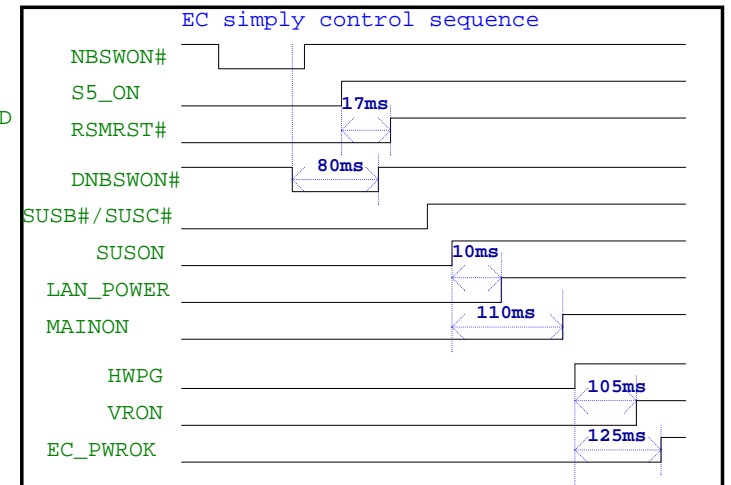 EC simply control sequence
NBSWON#
S5_ON
17ms
D
RSMRST#
80ms
DNBSWON#
SUSB#/SUSC#
SUSON
10ms
LAN_POWER
110ms
MAINON
HWPG
105ms
VRON
125ms
EC_PWROK